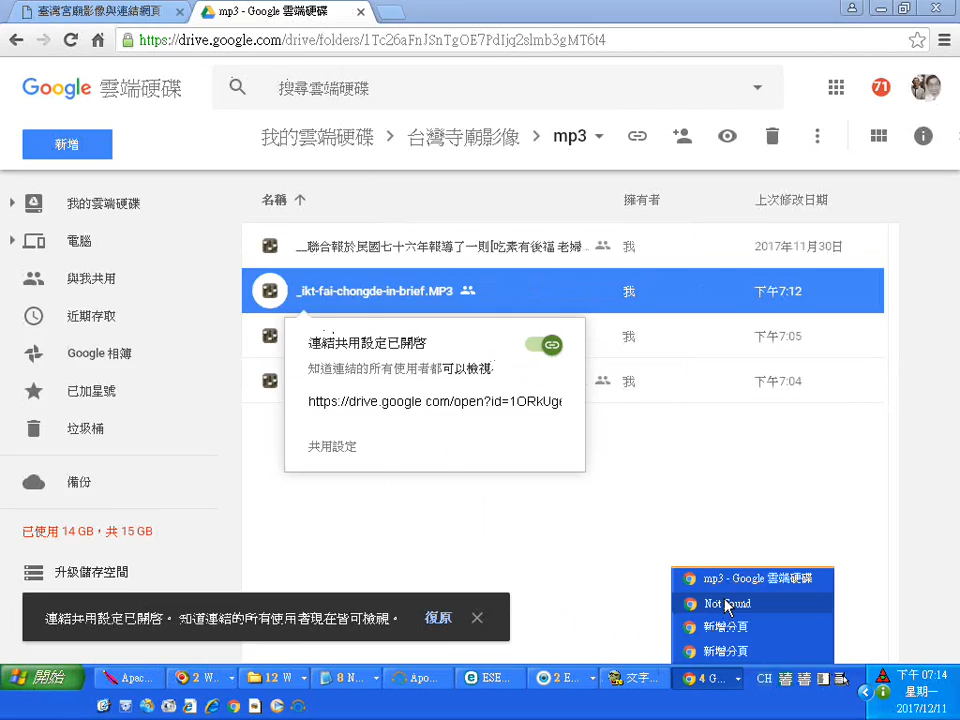 臺灣宮廟影像與連結網頁
mp3 - Google 雲端硬碟
https://drive.google.com/drive/folders/1Tc26aFnJSnTgOE7PdIjq2slmb3gMT6t4
Google 雲端硬碟
搜尋雲端硬碟
71
新增
我的雲端硬碟 > 台灣寺廟影像 > mp3
名稱
擁有者
上次修改日期
我的雲端硬碟
電腦
與我共用
近期存取
Google 相簿
已加星號
垃圾桶
備份
已使用 14 GB，共 15 GB
升級儲存空間
__聯合報於民國七十六年報導了一則[吃素有後福 老婦...
我
2017年11月30日
_ikt-fai-chongde-in-brief.MP3
我
下午7:12
我
下午7:05
我
下午7:04
連結共用設定已開啓
知道連結的所有使用者都可以檢視
https://drive.google com/open?id=1ORkUge
共用設定
連結共用設定已開啓。 知道連結的所有使用者現在皆可檢視。
復原
mp3 - Google 雲端硬碟
Not Found
新增分頁
新增分頁
開始
Apac...
2 W...
12 W
8 N...
Apo...
ESE...
2 E...
文字...
4 G...
CH
下午 07:14
星期一
2017/12/11